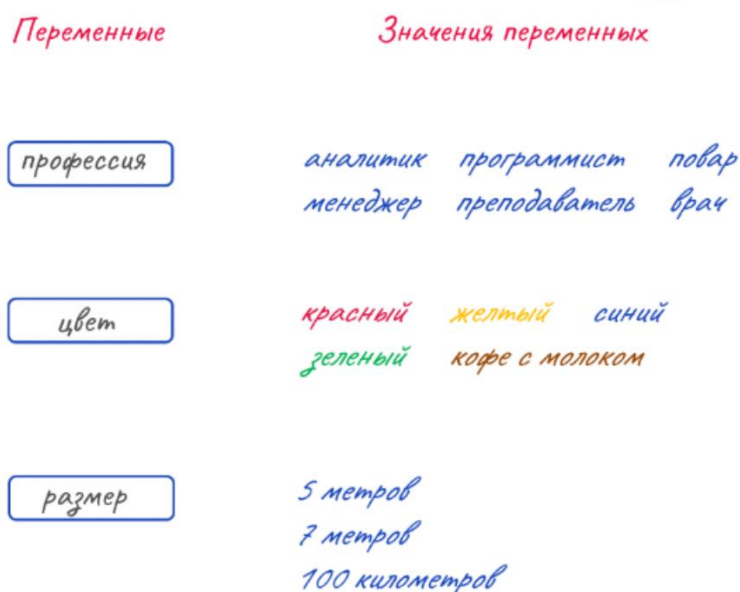 Переменные Значения переменных
профессия аналитик программист повар
менеджер преподаватель врач
цвет красный желтый синий
зеленый кофе с молоком
размер 5 метров
7 метров
100 километров